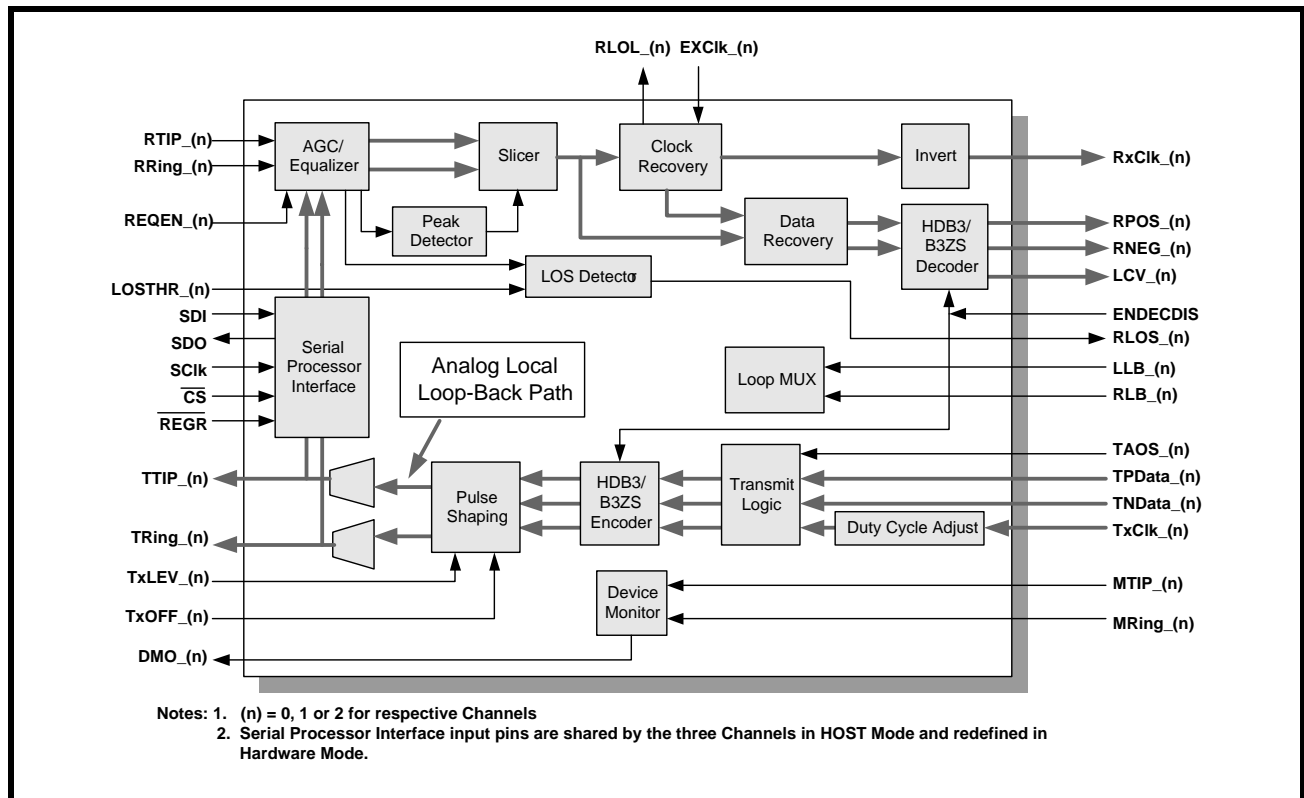 RLOL_(n) EXClk_(n)
RTIP_(n)
RRing_(n)
REQEN_(n)
LOSTHR_(n)
SDI
SDO
SClk
CS
REGR
TTIP_(n)
TRing_(n)
TxLEV_(n)
TxOFF_(n)
DMO_(n)
AGC/
Equalizer
Slicer
Clock
Recovery
Invert
Peak
Detector
Data
Recovery
HDB3/
B3ZS
Decoder
LOS Detector
Serial
Processor
Interface
Analog Local
Loop-Back Path
Loop MUX
Pulse
Shaping
HDB3/
B3ZS
Encoder
Transmit
Logic
Duty Cycle Adjust
Device
Monitor
RxClk_(n)
RPOS_(n)
RNEG_(n)
LCV_(n)
ENDECDIS
RLOS_(n)
LLB_(n)
RLB_(n)
TAOS_(n)
TPData_(n)
TNData_(n)
TxClk_(n)
MTIP_(n)
MRing_(n)
Notes: 1. (n) = 0, 1 or 2 for respective Channels
2. Serial Processor Interface input pins are shared by the three Channels in HOST Mode and redefined in
Hardware Mode.